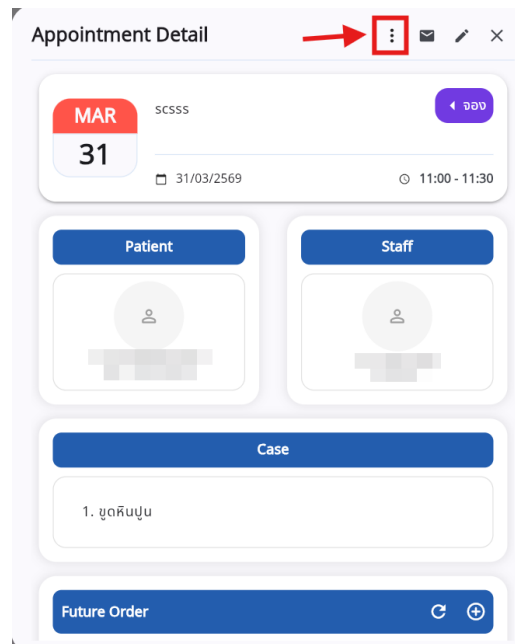 Appointment Detail
MAR
31
scsss
จอง
31/03/2569
11:00 - 11:30
Patient
Staff
Case
1. ขูดหินปูน
Future Order